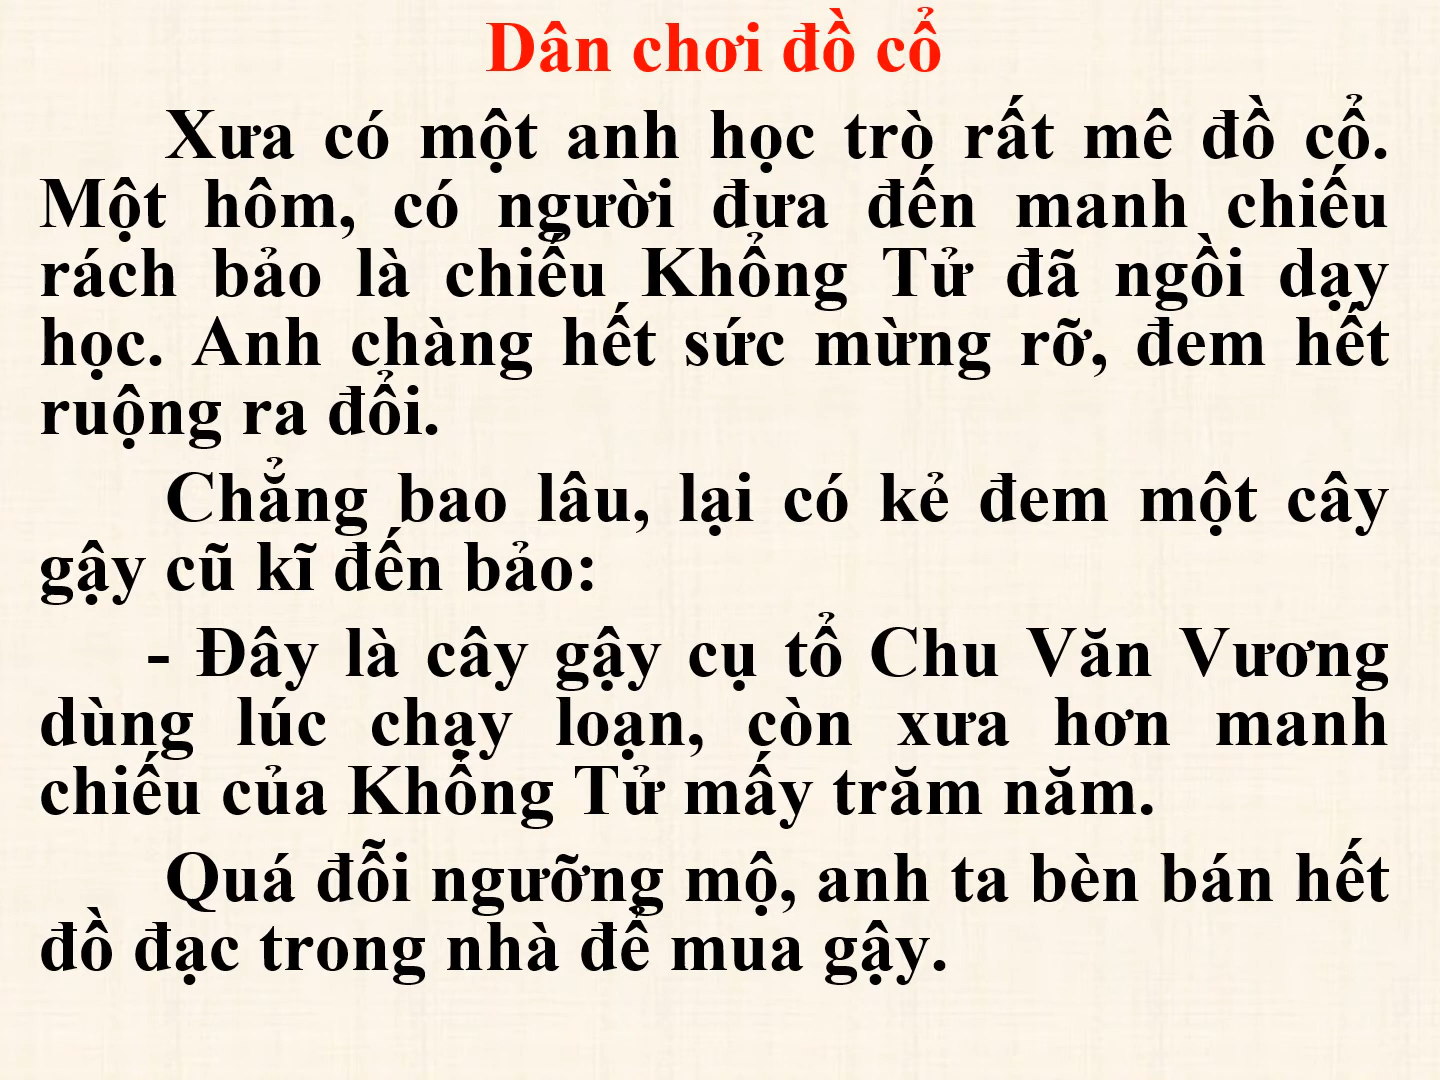 Dân chơi đồ cổ
Xưa có một anh học trò rất mê đồ cổ.
Một hôm, có người đưa đến manh chiếu
rách bảo là chiếu Khổng Tử đã ngồi dạy
học. Anh chàng hết sức mừng rỡ, đem hết
ruộng ra đổi.
Chẳng bao lâu, lại có kẻ đem một cây
gậy cũ kĩ đến bảo:
- Đây là cây gậy cụ tổ Chu Văn Vương
dùng lúc chạy loạn, còn xưa hơn manh
chiếu của Khổng Tử mấy trăm năm.
Quá đỗi ngưỡng mộ, anh ta bèn bán hết
đồ đạc trong nhà để mua gậy.